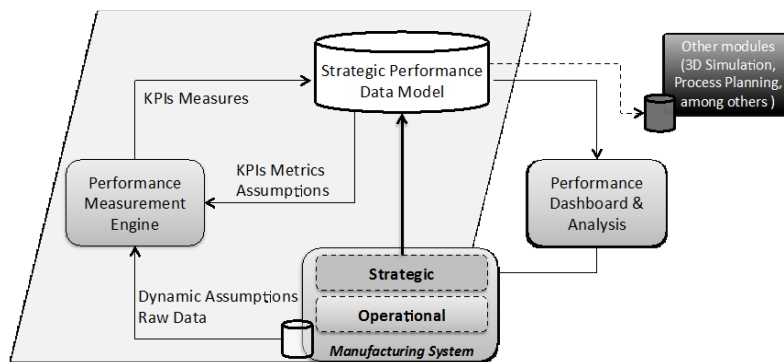 Other modules
(3D Simulation,
Process Planning,
among others )
Strategic Performance
Data Model
KPIs Measures
KPIs Metrics
Assumptions
Performance
Measurement
Engine
Performance
Dashboard &
Analysis
Strategic
Dynamic Assumptions
Raw Data
Operational
Manufacturing System